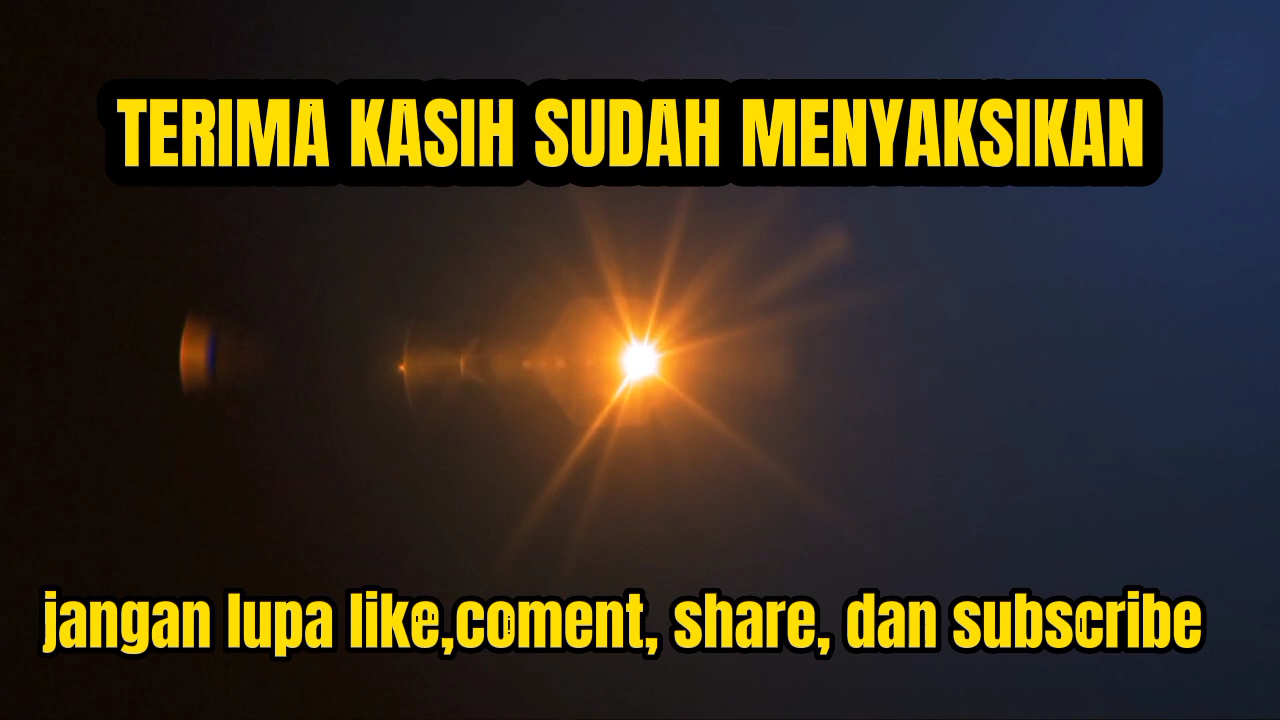 TERIMA KASIH SUDAH MENYAKSIKAN
jangan lupa like,coment, share, dan subscribe